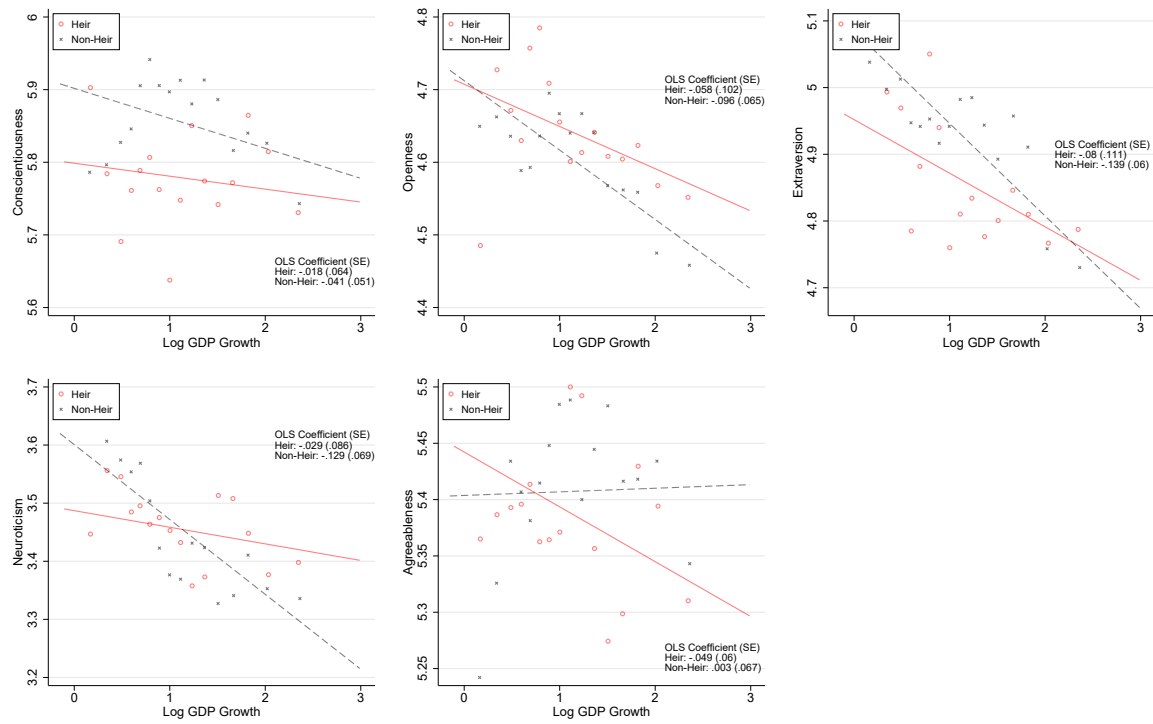 Heir
Non-Heir
Conscientiousness
6
5.9
5.8
5.7
5.6
OLS Coefficient (SE)
Heir: -.018 (.064)
Non-Heir: -.041 (.051)
0 1 2 3
Log GDP Growth
Heir
Non-Heir
Openness
4.8
4.7
4.6
4.5
4.4
OLS Coefficient (SE)
Heir: -.058 (.102)
Non-Heir: -.096 (.065)
0 1 2 3
Log GDP Growth
Heir
Non-Heir
Extraversion
5.1
5
4.9
4.8
4.7
OLS Coefficient (SE)
Heir: -.08 (.111)
Non-Heir: -.139 (.06)
0 1 2 3
Log GDP Growth
Heir
Non-Heir
Neuroticism
3.7
3.6
3.5
3.4
3.3
3.2
OLS Coefficient (SE)
Heir: -.029 (.086)
Non-Heir: -.129 (.069)
0 1 2 3
Log GDP Growth
Heir
Non-Heir
Agreeableness
5.5
5.45
5.4
5.35
5.3
5.25
OLS Coefficient (SE)
Heir: -.049 (.06)
Non-Heir: .003 (.067)
0 1 2 3
Log GDP Growth